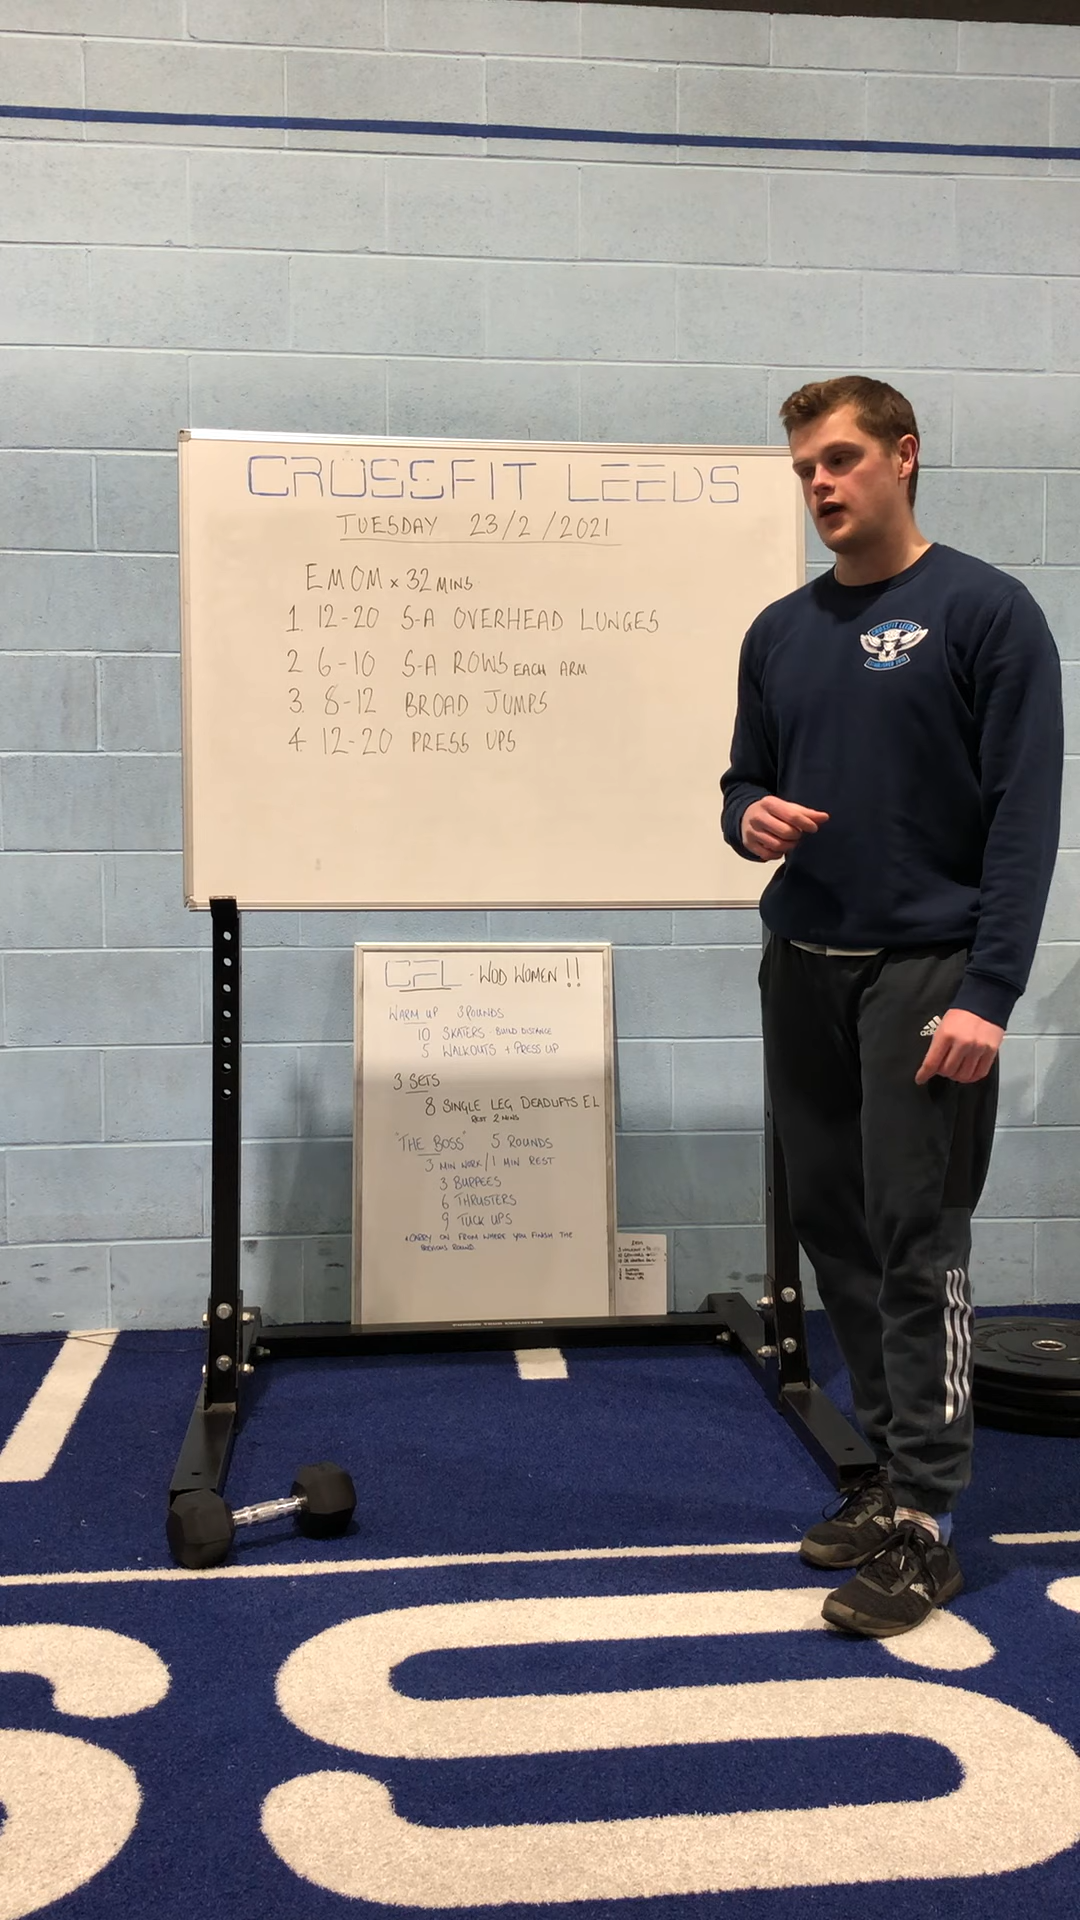 CROSSFIT LEEDS
TUESDAY 23/2/2021
EMOM x 32 MINS
1. 12-20 S-A OVERHEAD LUNGES
2 6-10 S-A ROWS EACH ARM
3. 8-12 BROAD JUMPS
4 12-20 PRESS UPS
CROSSFIT LEEDS
CFL - WOD WOMEN!!
WARM UP 3 ROUNDS
10 SKATERS - BUILD DISTANCE
5 WALKOUTS + PRESS UP
3 SETS
8 SINGLE LEG DEADLIFTS EL
REST 2 MINS
"THE BOSS" 5 ROUNDS
3 MIN WORK/1 MIN REST
3 BURPEES
6 THRUSTERS
9 TUCK UPS
*CARRY ON FROM WHERE YOU FINISH THE
PREVIOUS ROUND.
adidas